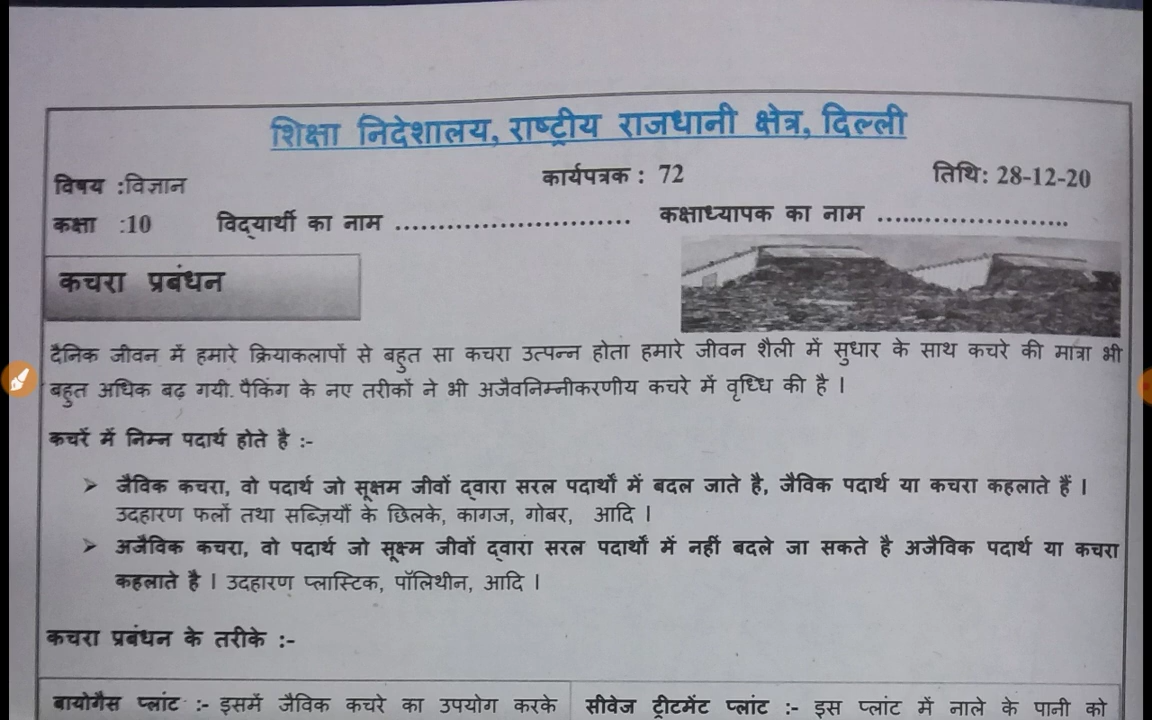 शिक्षा निदेशालय, राष्ट्रीय राजधानी क्षेत्र, दिल्ली
विषय :विज्ञान कार्यपत्रक : 72 तिथि: 28-12-20
कक्षा :10 विद्यार्थी का नाम .............................. कक्षाध्यापक का नाम ............................
कचरा प्रबंधन
दैनिक जीवन में हमारे क्रियाकलापों से बहुत सा कचरा उत्पन्न होता हमारे जीवन शैली में सुधार के साथ कचरे की मात्रा भी
बहुत अधिक बढ़ गयी. पैकिंग के नए तरीकों ने भी अजैवनिम्नीकरणीय कचरे में वृध्धि की है ।
कचरें में निम्न पदार्थ होते है :-
➢ जैविक कचरा, वो पदार्थ जो सूक्षम जीवों द्वारा सरल पदार्थों में बदल जाते है, जैविक पदार्थ या कचरा कहलाते हैं ।
उदहारण फलों तथा सब्ज़ियौं के छिलके, कागज, गोबर, आदि ।
➢ अजैविक कचरा, वो पदार्थ जो सूक्ष्म जीवों द्वारा सरल पदार्थों में नहीं बदले जा सकते है अजैविक पदार्थ या कचरा
कहलाते है । उदहारण प्लास्टिक, पॉलिथीन, आदि ।
कचरा प्रबंधन के तरीके :-
बायोगैस प्लांट :- इसमें जैविक कचरे का उपयोग करके
सीवेज ट्रीटमेंट प्लांट :- इस प्लांट में नाले के पानी को